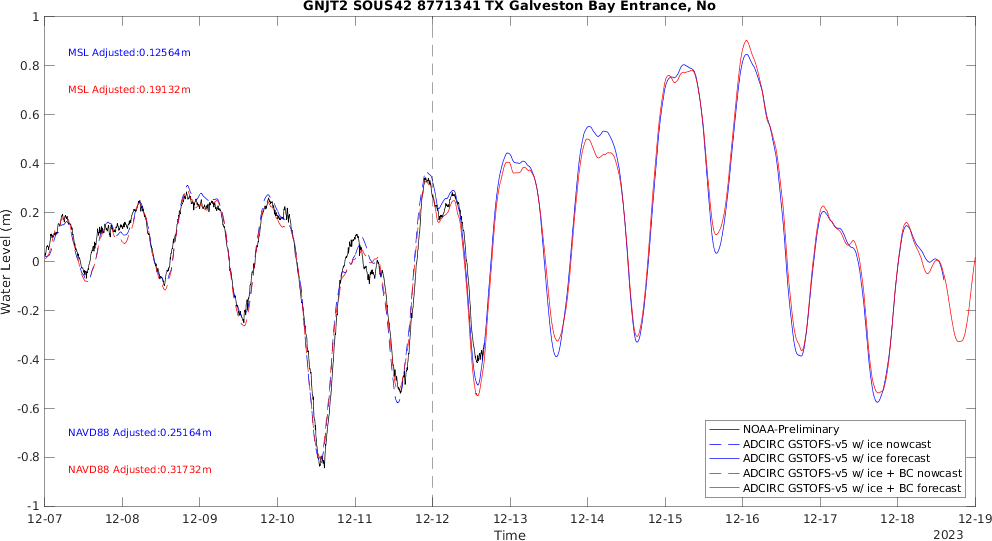 GNJT2 SOUS42 8771341 TX Galveston Bay Entrance, No
MSL Adjusted:0.12564m
MSL Adjusted:0.19132m
NAVD88 Adjusted:0.25164m
NAVD88 Adjusted:0.31732m
Water Level (m)
1
0.8
0.6
0.4
0.2
0
-0.2
-0.4
-0.6
-0.8
-1
NOAA-Preliminary
ADCIRC GSTOFS-v5 w/ ice nowcast
ADCIRC GSTOFS-v5 w/ ice forecast
ADCIRC GSTOFS-v5 w/ ice + BC nowcast
ADCIRC GSTOFS-v5 w/ ice + BC forecast
12-07 12-08 12-09 12-10 12-11 12-12 12-13 12-14 12-15 12-16 12-17 12-18 12-19
Time
2023